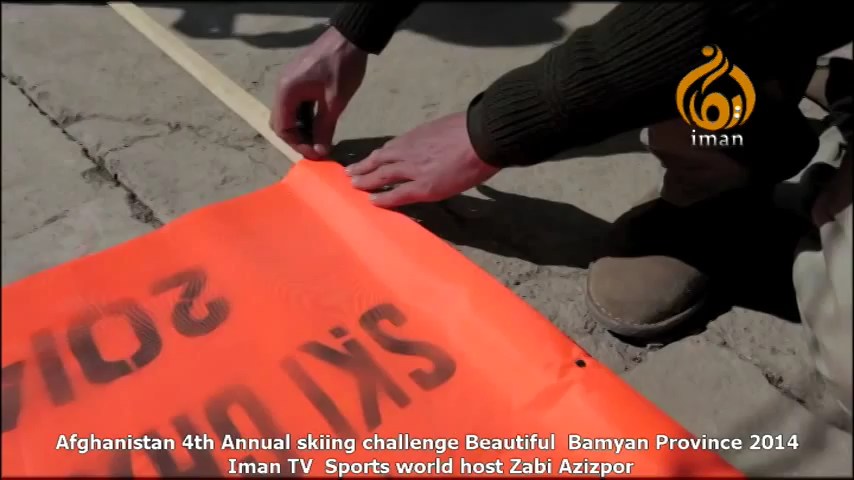 iman
2014
SKI CHA
Afghanistan 4th Annual skiing challenge Beautiful Bamyan Province 2014
Iman TV Sports world host Zabi Azizpor